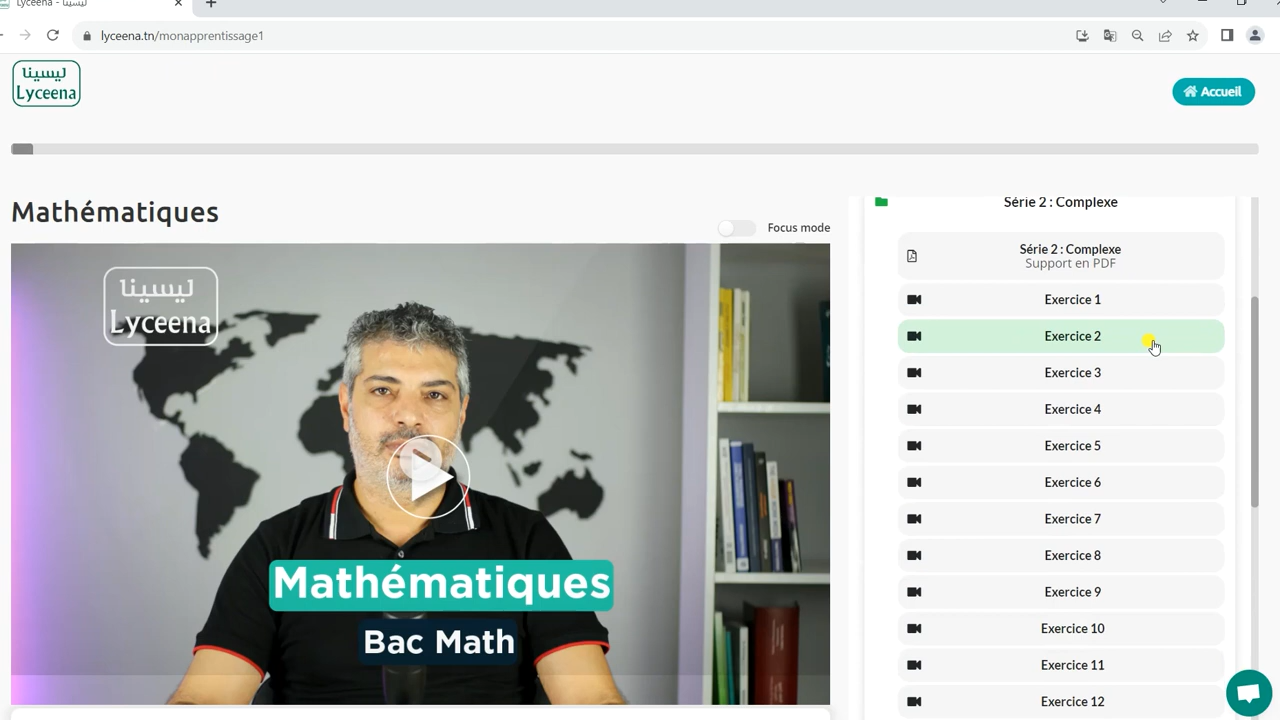 Lyceena - ليسينا
lyceena.tn/monapprentissage1
ليسينا
Lyceena
Accueil
Mathématiques
Focus mode
ليسينا
Lyceena
Mathématiques
Bac Math
Série 2 : Complexe
Série 2 : Complexe
Support en PDF
Exercice 1
Exercice 2
Exercice 3
Exercice 4
Exercice 5
Exercice 6
Exercice 7
Exercice 8
Exercice 9
Exercice 10
Exercice 11
Exercice 12